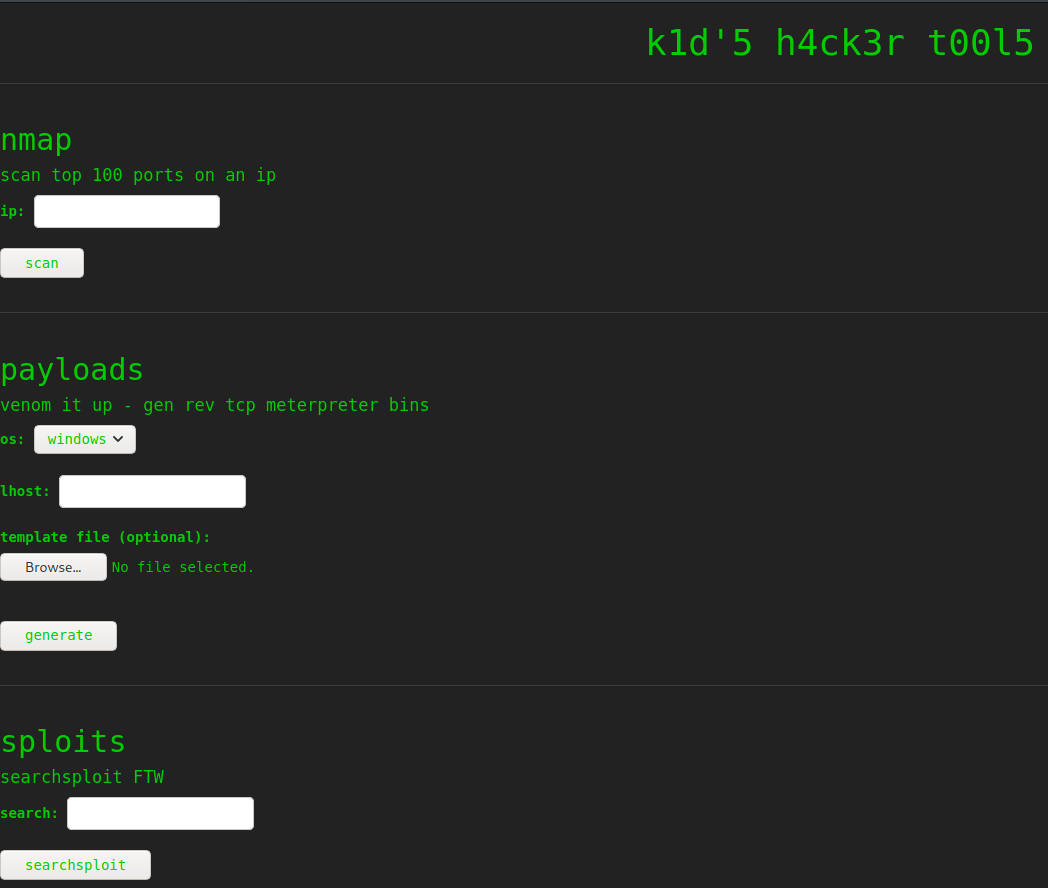 k1d'5 h4ck3r t00l5
nmap
scan top 100 ports on an ip
ip:
scan
payloads
venom it up - gen rev tcp meterpreter bins
os: windows
lhost:
template file (optional):
Browse... No file selected.
generate
sploits
searchsploit FTW
search:
searchsploit